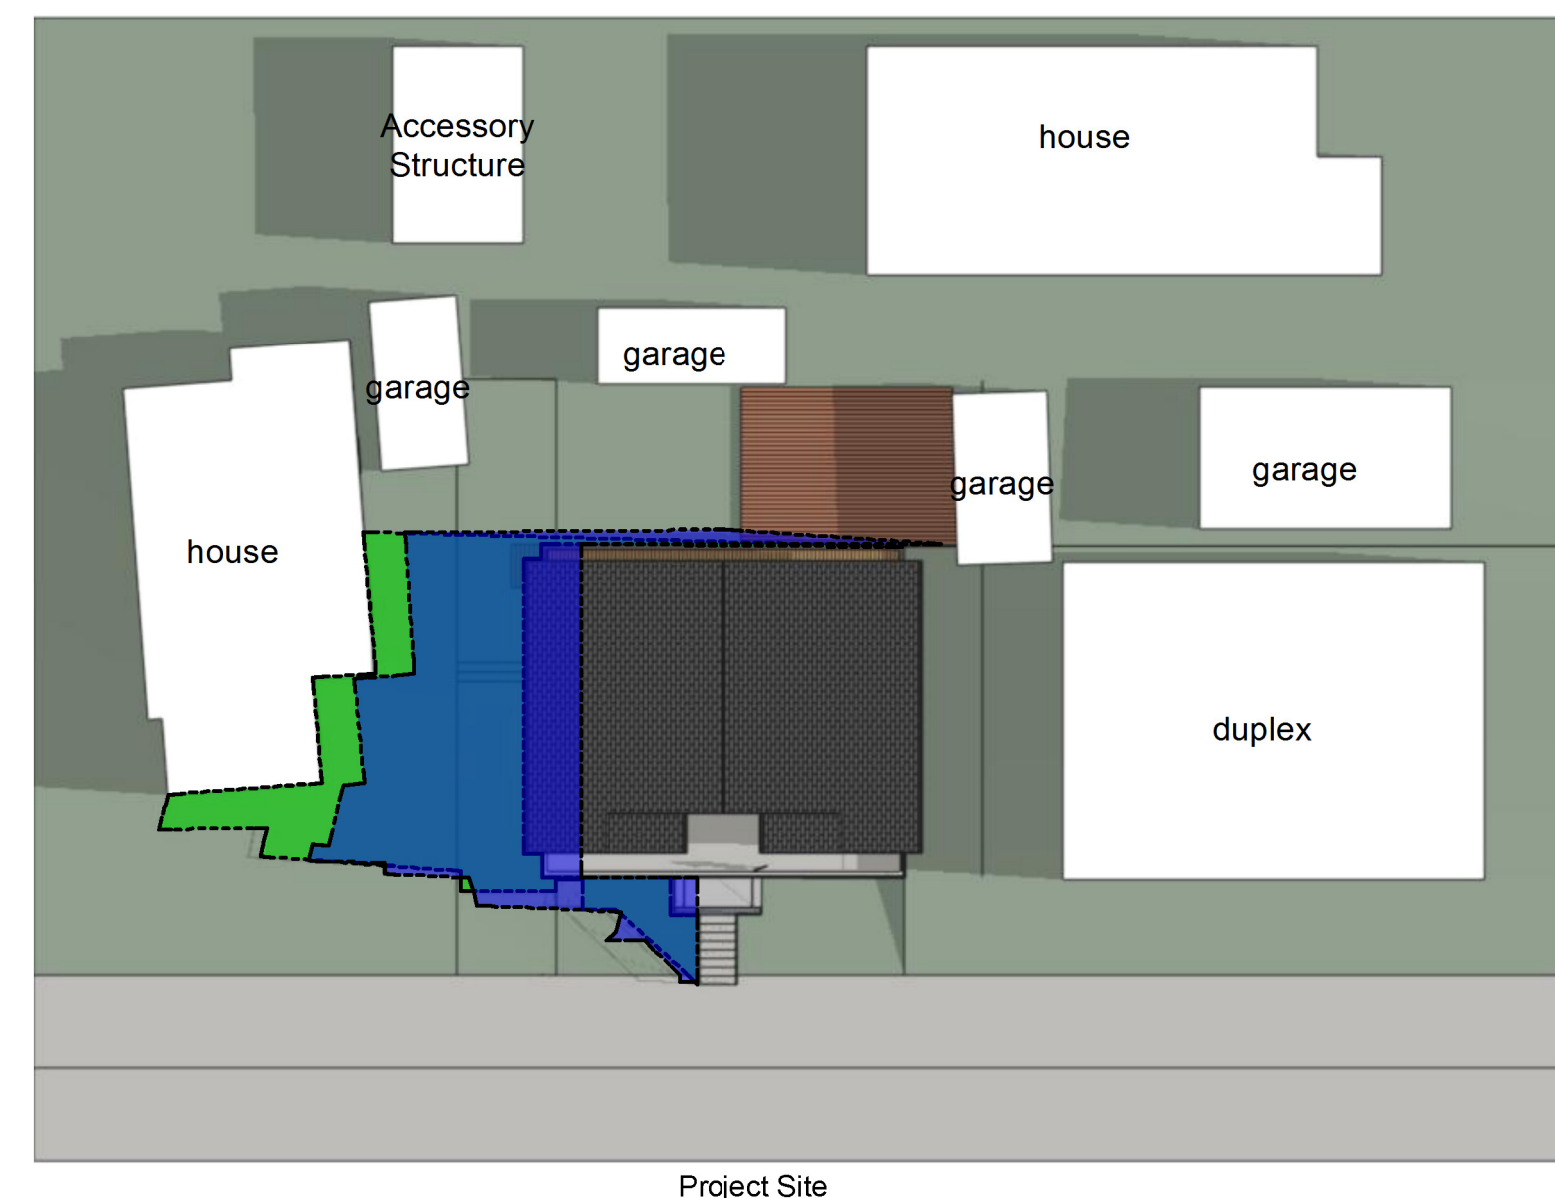 Accessory
Structure
house
garage
garage
garage
garage
house
duplex
Project Site